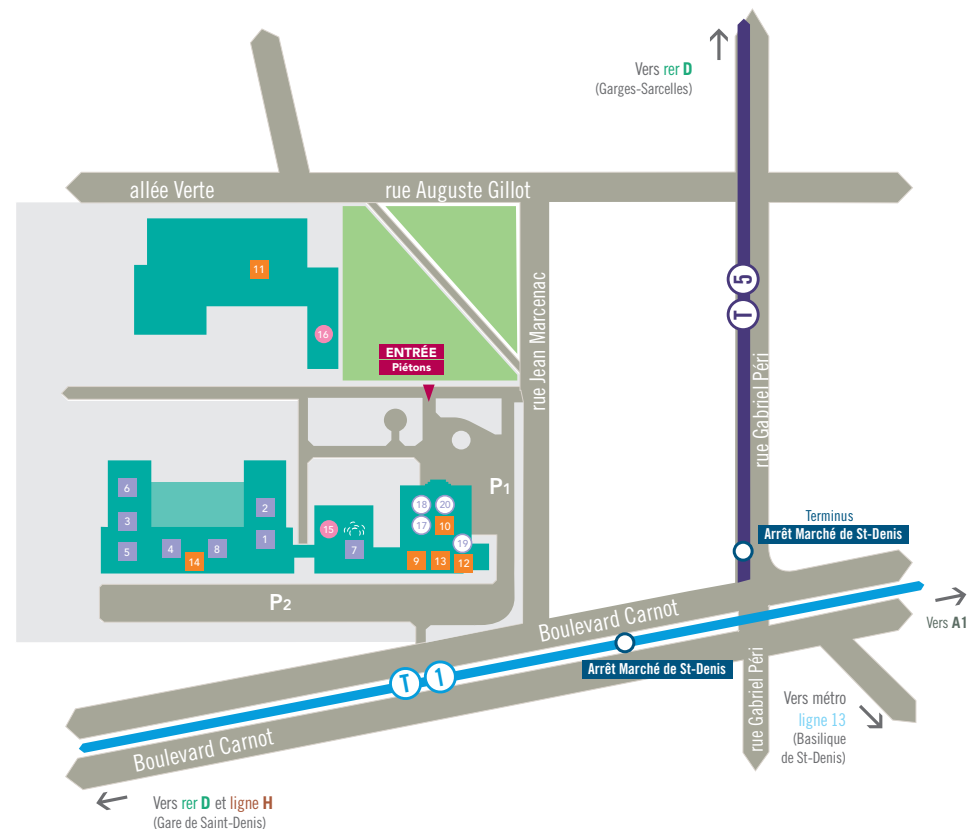 Vers rer D
(Garges-Sarcelles)
allée Verte
rue Auguste Gillot
11
16
ENTRÉE
Piétons
rue Jean Marcenac
T 5
rue Gabriel Péri
6
3
5
4
14
8
2
1
15
7
18
20
17
10
19
9
13
12
P1
P2
Terminus
Arrêt Marché de St-Denis
Boulevard Carnot
Vers A1
Arrêt Marché de St-Denis
T 1
rue Gabriel Péri
Vers métro
ligne 13
(Basilique
de St-Denis)
Boulevard Carnot
Vers rer D et ligne H
(Gare de Saint-Denis)